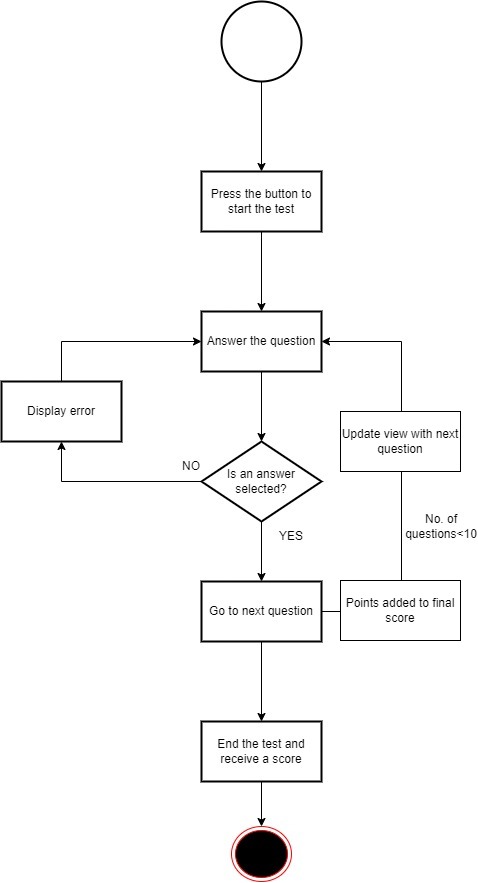 Press the button to
start the test
Answer the question
Display error
Update view with next
question
Is an answer
selected?
NO
YES
No. of
questions<10
Go to next question
Points added to final
score
End the test and
receive a score